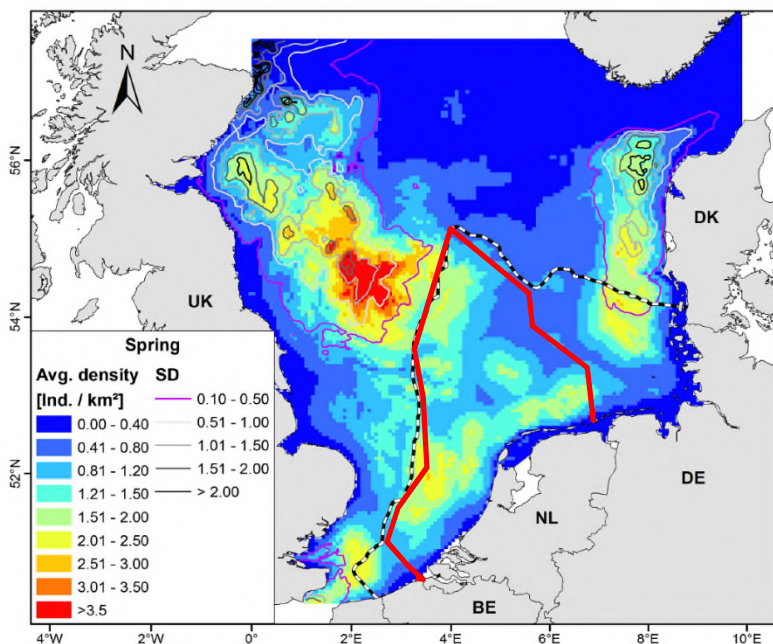 N
56°N
54°N
52°N
UK
DK
DE
NL
BE
Spring
Avg. density
[Ind. / km²]
0.00 - 0.40
0.41 - 0.80
0.81 - 1.20
1.21 - 1.50
1.51 - 2.00
2.01 - 2.50
2.51 - 3.00
3.01 - 3.50
>3.5
SD
0.10 - 0.50
0.51 - 1.00
1.01 - 1.50
1.51 - 2.00
> 2.00
4°W
2°W
0°
2°E
4°E
6°E
8°E
10°E